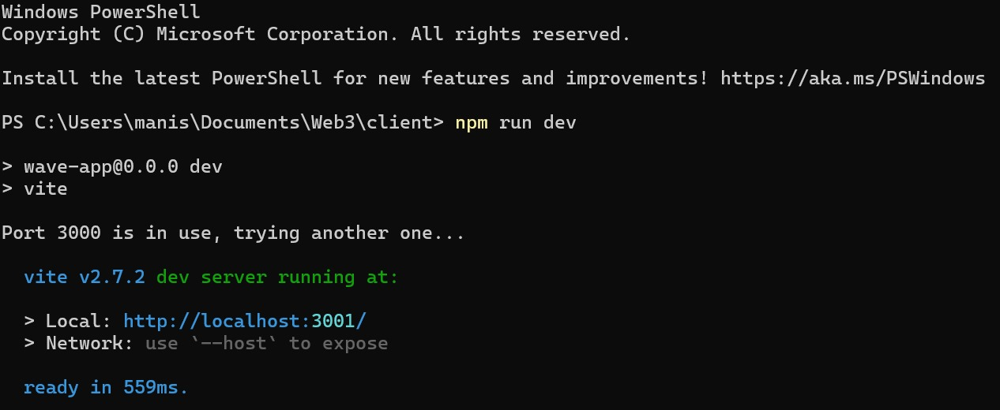 Windows PowerShell
Copyright (C) Microsoft Corporation. All rights reserved.
Install the latest PowerShell for new features and improvements! https://aka.ms/PSWindows
PS C:\Users\manis\Documents\Web3\client> npm run dev
> wave-app@0.0.0 dev
> vite
Port 3000 is in use, trying another one...
vite v2.7.2 dev server running at:
> Local: http://localhost:3001/
> Network: use `--host` to expose
ready in 559ms.